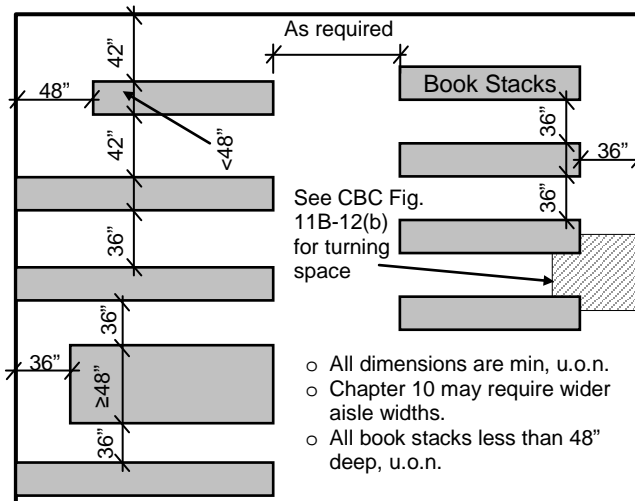 As required
42”
48”
Book Stacks
<48”
42”
36”
36”
36”
36”
See CBC Fig.
11B-12(b)
for turning
space
36”
36”
≥48”
36”
36”
○ All dimensions are min, u.o.n.
○ Chapter 10 may require wider
aisle widths.
○ All book stacks less than 48”
deep, u.o.n.